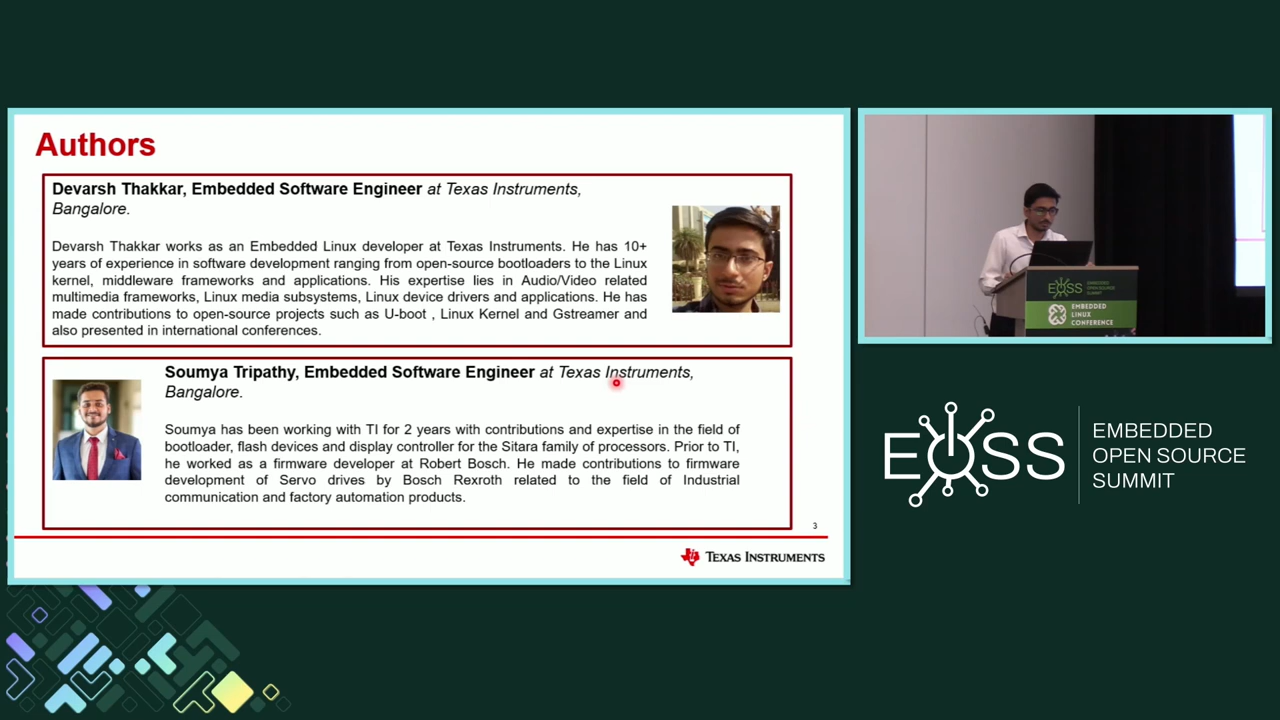 Authors
Devarsh Thakkar, Embedded Software Engineer at Texas Instruments,
Bangalore.
Devarsh Thakkar works as an Embedded Linux developer at Texas Instruments. He has 10+
years of experience in software development ranging from open-source bootloaders to the Linux
kernel, middleware frameworks and applications. His expertise lies in Audio/Video related
multimedia frameworks, Linux media subsystems, Linux device drivers and applications. He has
made contributions to open-source projects such as U-boot , Linux Kernel and Gstreamer and
also presented in international conferences.
Soumya Tripathy, Embedded Software Engineer at Texas Instruments,
Bangalore.
Soumya has been working with TI for 2 years with contributions and expertise in the field of
bootloader, flash devices and display controller for the Sitara family of processors. Prior to TI,
he worked as a firmware developer at Robert Bosch. He made contributions to firmware
development of Servo drives by Bosch Rexroth related to the field of Industrial
communication and factory automation products.
3
TEXAS INSTRUMENTS
EOSS
EMBEDDED
OPEN SOURCE
SUMMIT
EMBEDDED
LINUX
CONFERENCE
EOSS
EMBEDDED
OPEN SOURCE
SUMMIT